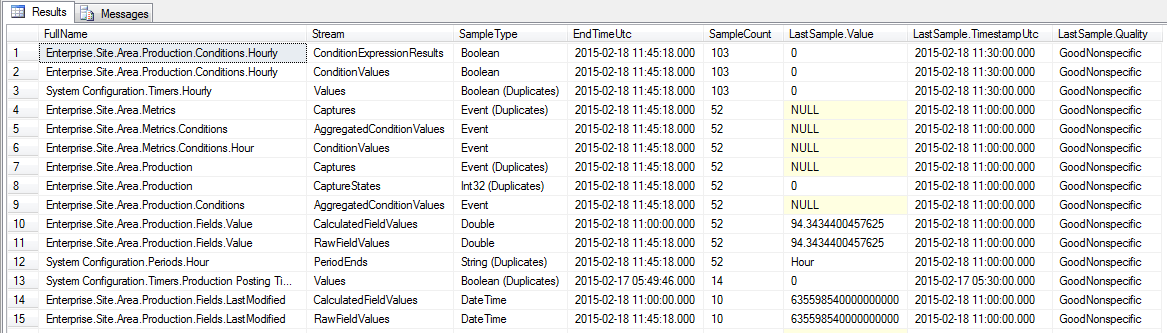 Results Messages
FullName Stream SampleType EndTimeUtc SampleCount LastSample.Value LastSample.TimestampUtc LastSample.Quality
1 Enterprise.Site.Area.Production.Conditions.Hourly ConditionExpressionResults Boolean 2015-02-18 11:45:18.000 103 0 2015-02-18 11:30:00.000 GoodNonspecific
2 Enterprise.Site.Area.Production.Conditions.Hourly ConditionValues Boolean 2015-02-18 11:45:18.000 103 0 2015-02-18 11:30:00.000 GoodNonspecific
3 System Configuration.Timers.Hourly Values Boolean (Duplicates) 2015-02-18 11:45:18.000 103 0 2015-02-18 11:30:00.000 GoodNonspecific
4 Enterprise.Site.Area.Metrics Captures Event (Duplicates) 2015-02-18 11:45:18.000 52 NULL 2015-02-18 11:00:00.000 GoodNonspecific
5 Enterprise.Site.Area.Metrics.Conditions AggregatedConditionValues Event 2015-02-18 11:45:18.000 52 NULL 2015-02-18 11:00:00.000 GoodNonspecific
6 Enterprise.Site.Area.Metrics.Conditions.Hour ConditionValues Event 2015-02-18 11:45:18.000 52 NULL 2015-02-18 11:00:00.000 GoodNonspecific
7 Enterprise.Site.Area.Production Captures Event (Duplicates) 2015-02-18 11:45:18.000 52 NULL 2015-02-18 11:00:00.000 GoodNonspecific
8 Enterprise.Site.Area.Production CaptureStates Int32 (Duplicates) 2015-02-18 11:45:18.000 52 0 2015-02-18 11:00:00.000 GoodNonspecific
9 Enterprise.Site.Area.Production.Conditions AggregatedConditionValues Event 2015-02-18 11:45:18.000 52 NULL 2015-02-18 11:00:00.000 GoodNonspecific
10 Enterprise.Site.Area.Production.Fields.Value CalculatedFieldValues Double 2015-02-18 11:00:00.000 52 94.3434400457625 2015-02-18 11:00:00.000 GoodNonspecific
11 Enterprise.Site.Area.Production.Fields.Value RawFieldValues Double 2015-02-18 11:45:18.000 52 94.3434400457625 2015-02-18 11:00:00.000 GoodNonspecific
12 System Configuration.Periods.Hour PeriodEnds String (Duplicates) 2015-02-18 11:45:18.000 52 Hour 2015-02-18 11:00:00.000 GoodNonspecific
13 System Configuration.Timers.Production Posting Ti... Values Boolean (Duplicates) 2015-02-17 05:49:46.000 14 0 2015-02-17 05:30:00.000 GoodNonspecific
14 Enterprise.Site.Area.Production.Fields.LastModified CalculatedFieldValues DateTime 2015-02-18 11:00:00.000 10 635598540000000000 2015-02-18 11:00:00.000 GoodNonspecific
15 Enterprise.Site.Area.Production.Fields.LastModified RawFieldValues DateTime 2015-02-18 11:45:18.000 10 635598540000000000 2015-02-18 11:00:00.000 GoodNonspecific